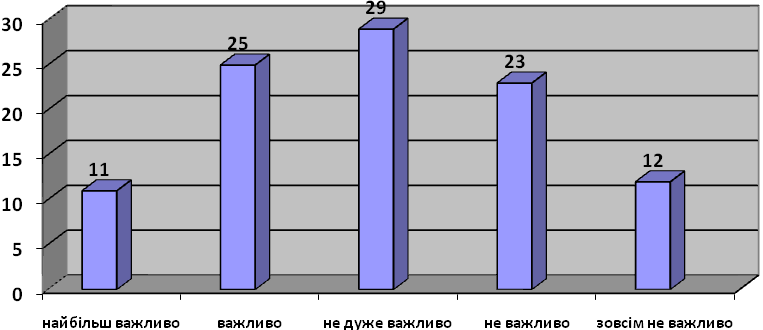 30
25
20
15
10
5
0
11
25
29
23
12
найбільш важливо
важливо
не дуже важливо
не важливо
зовсім не важливо